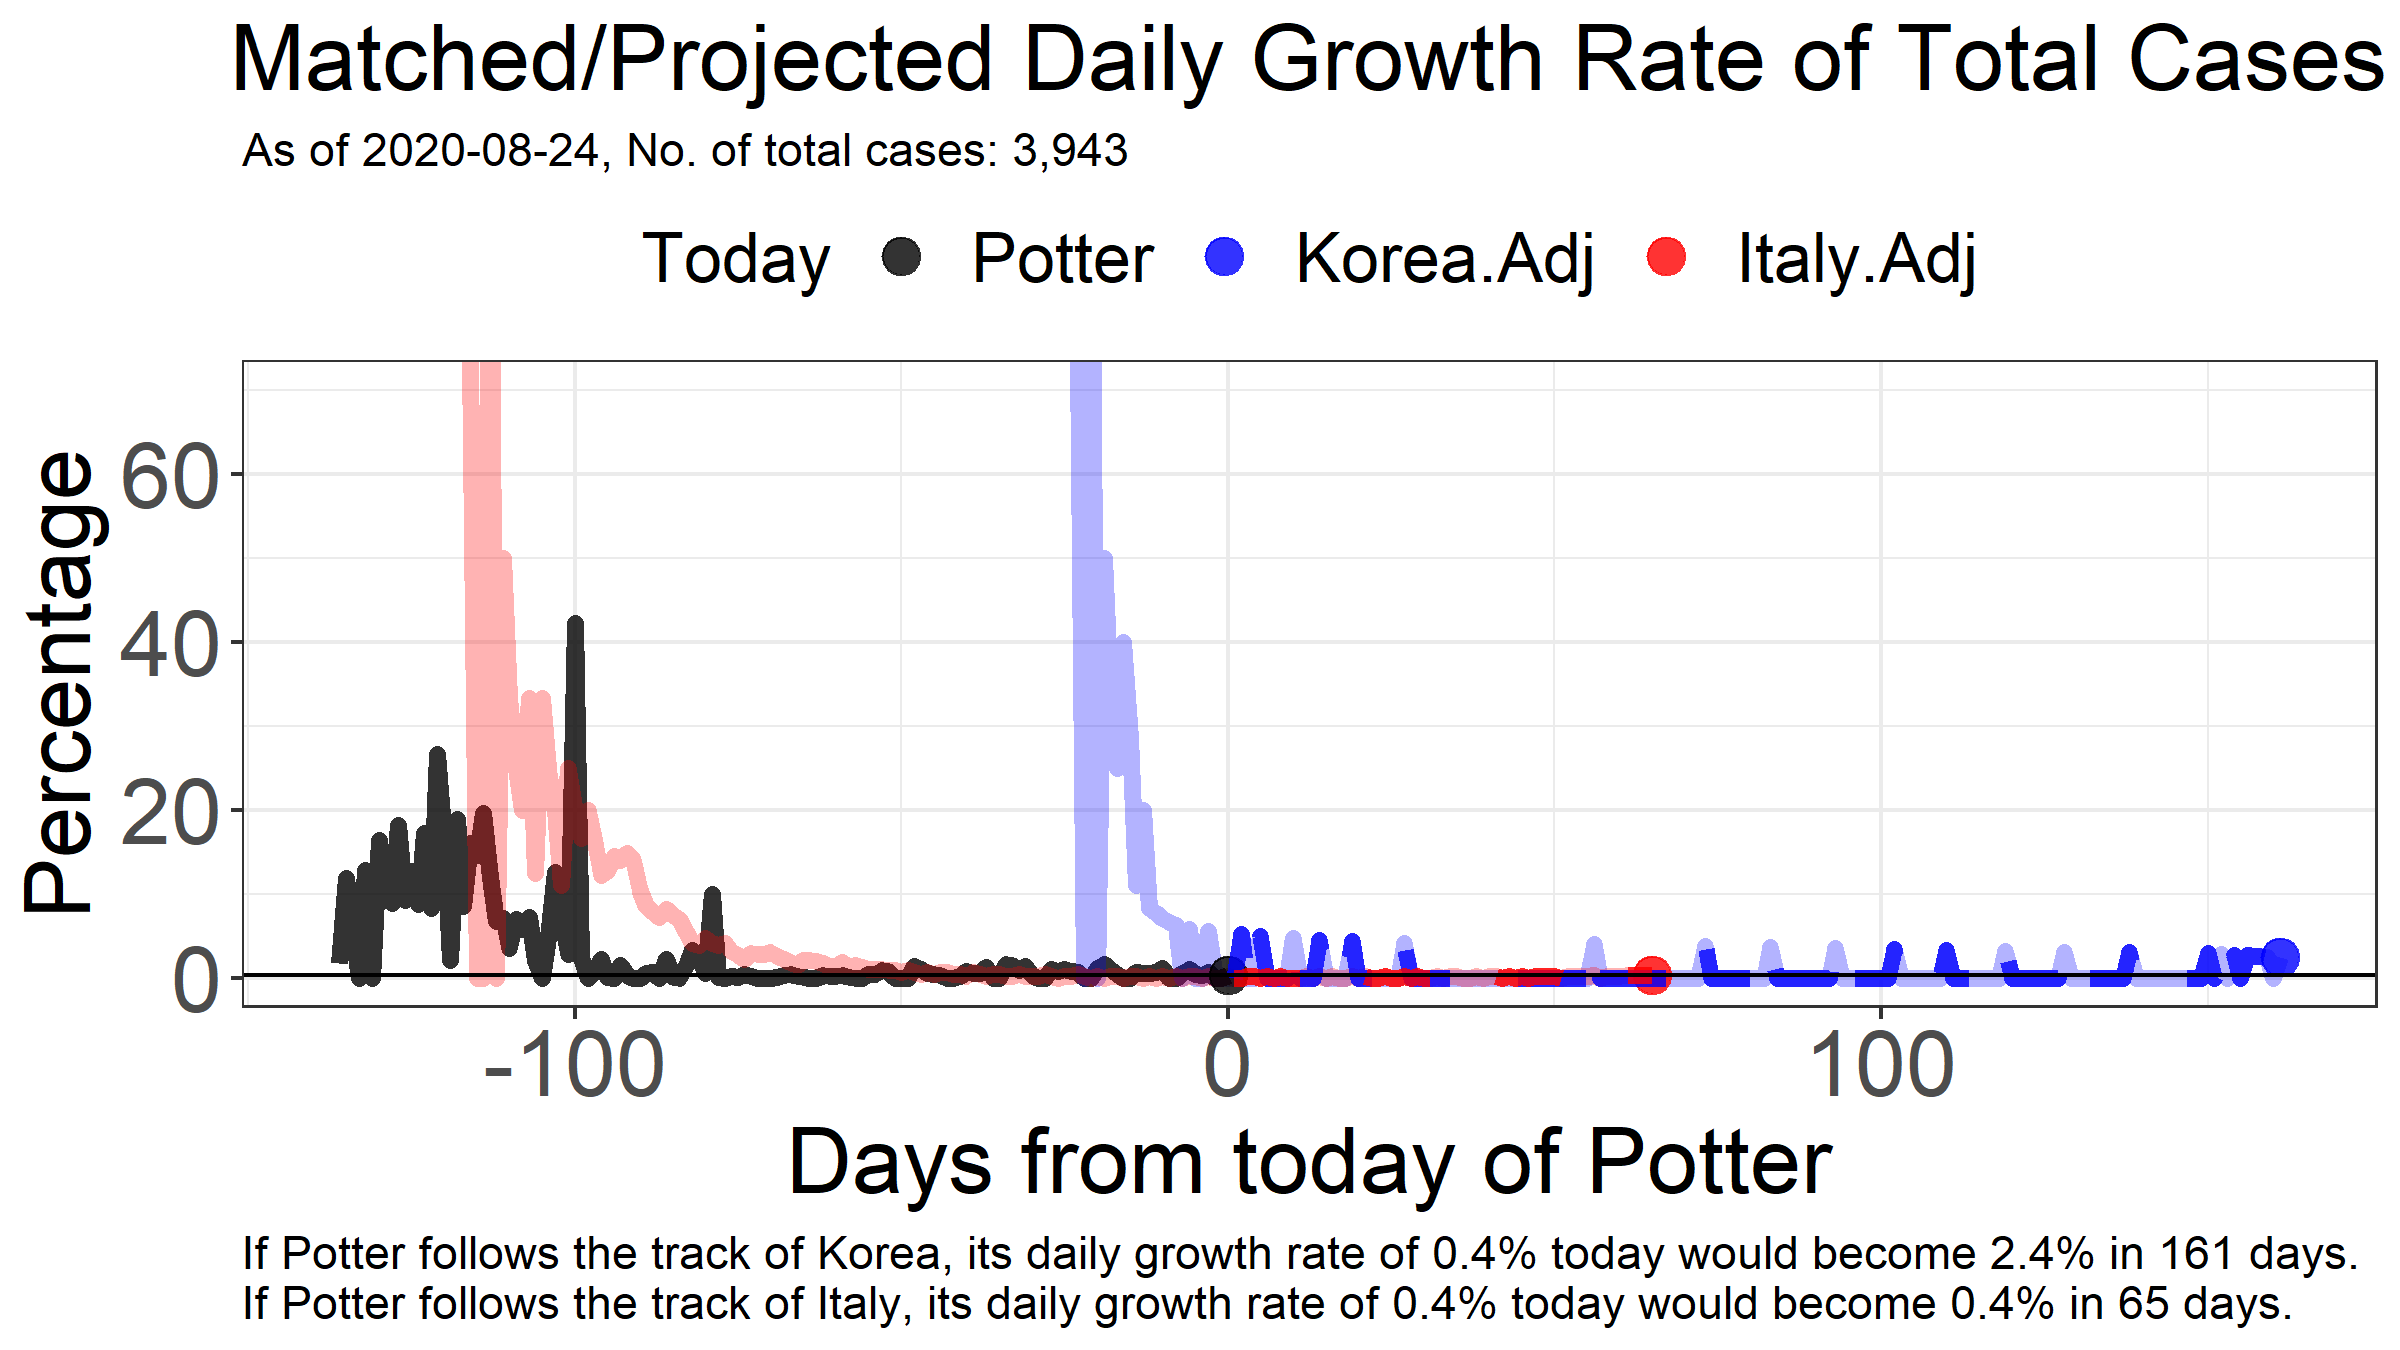 Matched/Projected Daily Growth Rate of Total Cases
As of 2020-08-24, No. of total cases: 3,943
Today Potter Korea.Adj Italy.Adj
Percentage
60
40
20
0
-100 0 100
Days from today of Potter
If Potter follows the track of Korea, its daily growth rate of 0.4% today would become 2.4% in 161 days.
If Potter follows the track of Italy, its daily growth rate of 0.4% today would become 0.4% in 65 days.